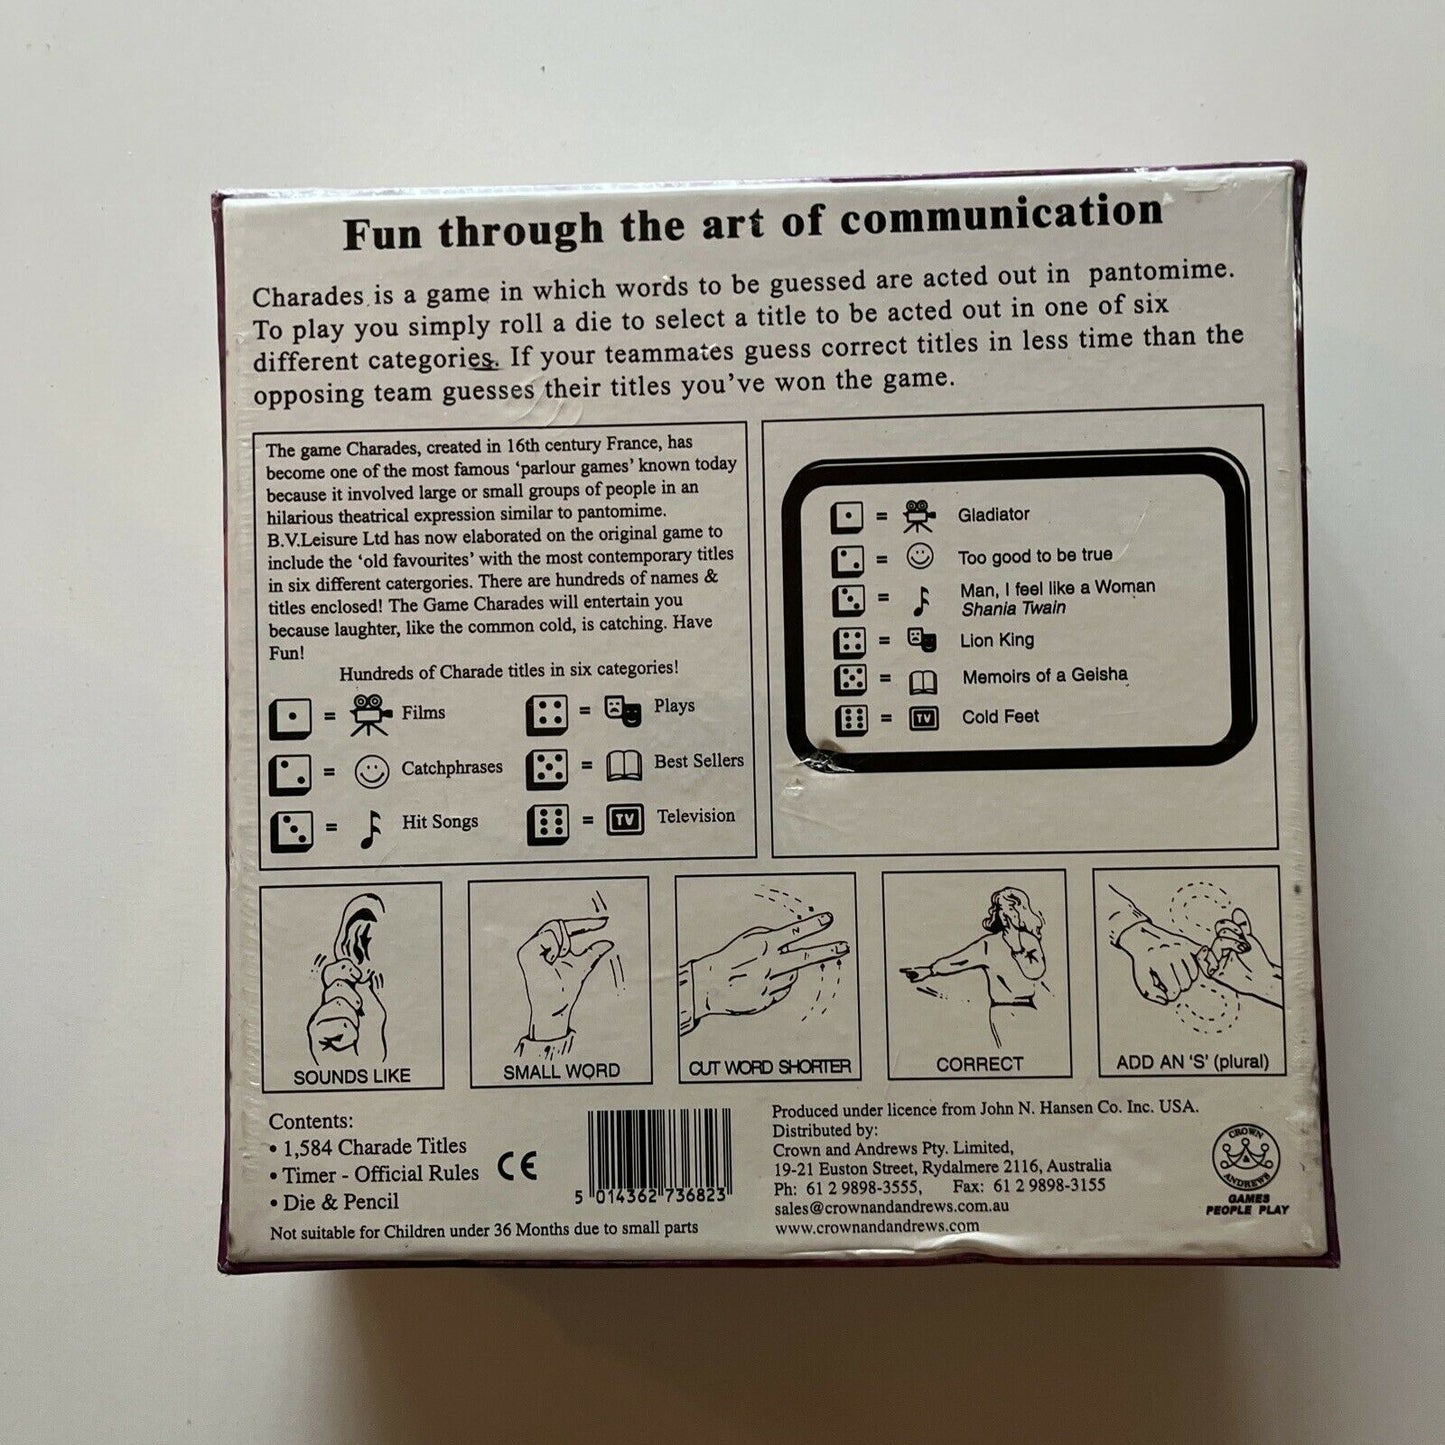 Fun through the art of communication
Charades is a game in which words to be guessed are acted out in pantomime.
To play you simply roll a die to select a title to be acted out in one of six
different categories. If your teammates guess correct titles in less time than the
opposing team guesses their titles you've won the game.
The game Charades, created in 16th century France, has
become one of the most famous 'parlour games' known today
because it involved large or small groups of people in an
hilarious theatrical expression similar to pantomime.
B.V.Leisure Ltd has now elaborated on the original game to
include the 'old favourites' with the most contemporary titles
in six different catergories. There are hundreds of names &
titles enclosed! The Game Charades will entertain you
because laughter, like the common cold, is catching. Have
Fun!
Hundreds of Charade titles in six categories!
= Films
= Catchphrases
= Hit Songs
= Plays
= Best Sellers
= TV Television
= Gladiator
= Too good to be true
= Man, I feel like a Woman
Shania Twain
= Lion King
= Memoirs of a Geisha
= TV Cold Feet
SOUNDS LIKE
SMALL WORD
CUT WORD SHORTER
CORRECT
ADD AN 'S' (plural)
Contents:
• 1,584 Charade Titles
• Timer - Official Rules
• Die & Pencil
Not suitable for Children under 36 Months due to small parts
CE
5 014362 736823
Produced under licence from John N. Hansen Co. Inc. USA.
Distributed by:
Crown and Andrews Pty. Limited,
19-21 Euston Street, Rydalmere 2116, Australia
Ph: 61 2 9898-3555, Fax: 61 2 9898-3155
sales@crownandandrews.com.au
www.crownandandrews.com
CROWN
ANDREWS
GAMES
PEOPLE PLAY